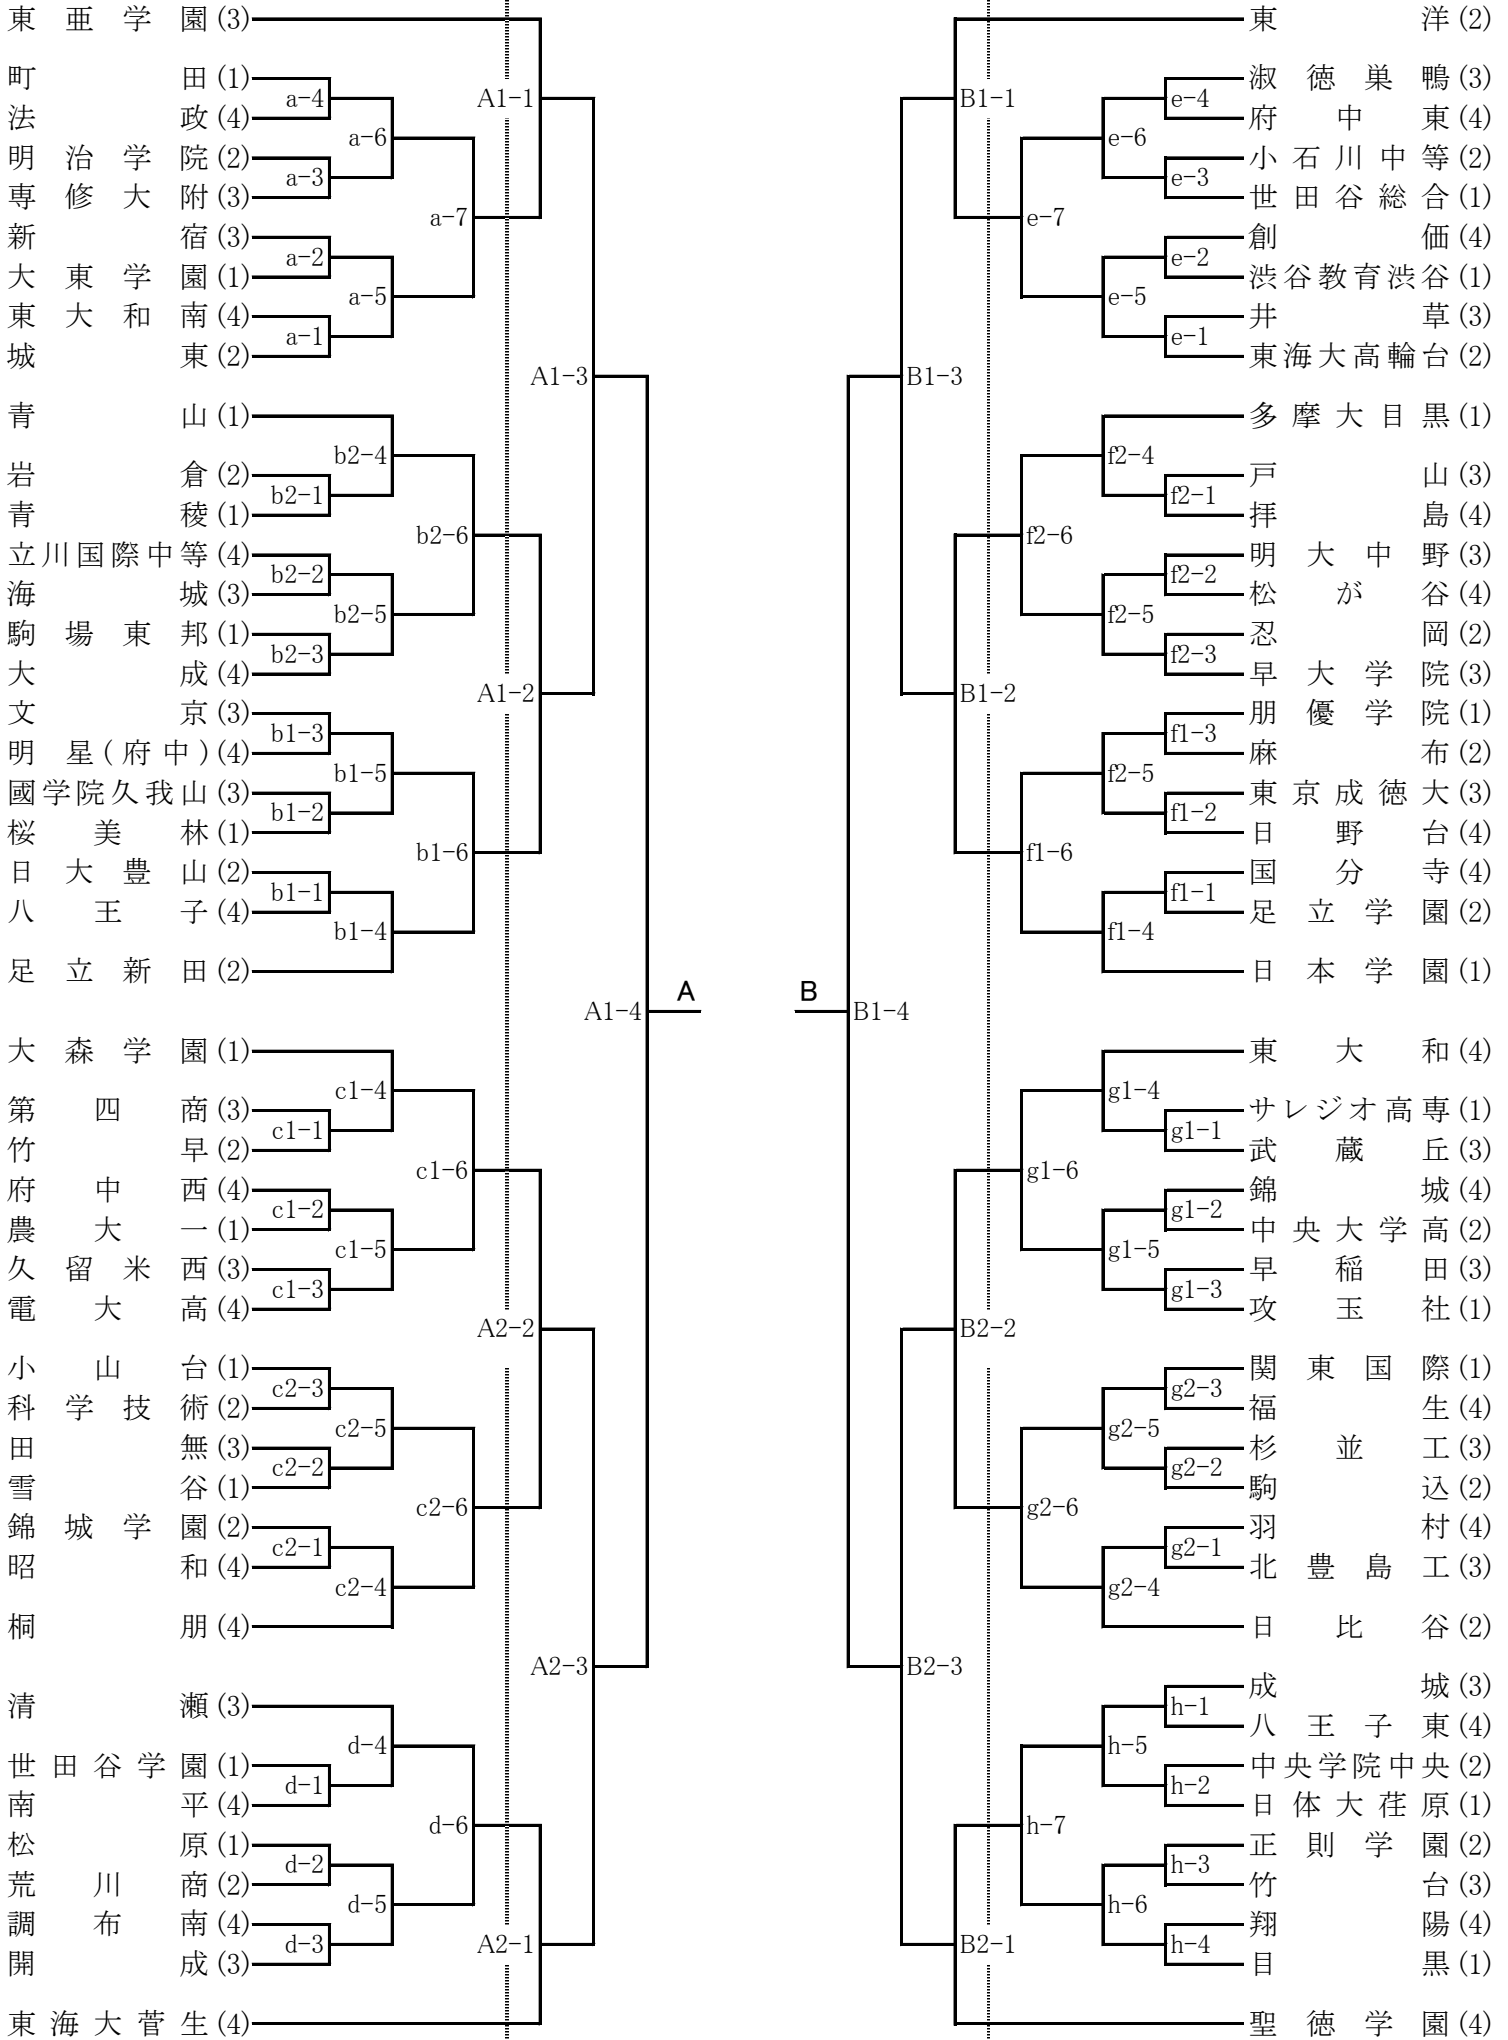 東亜学園(3)
町田(1)
a-4
法政(4)
a-6
明治学院(2)
a-3
専修大附(3)
a-7
新宿(3)
a-2
大東学園(1)
a-5
東大和南(4)
a-1
城東(2)
A1-1
A1-3
青山(1)
b2-4
岩倉(2)
b2-1
青稜(1)
b2-6
立川国際中等(4)
b2-2
海城(3)
b2-5
駒場東邦(1)
b2-3
大成(4)
A1-2
文京(3)
b1-3
明星(府中)(4)
b1-5
國学院久我山(3)
b1-2
桜美林(1)
b1-6
日大豊山(2)
b1-1
八王子(4)
b1-4
足立新田(2)
A
A1-4
大森学園(1)
c1-4
第四商(3)
c1-1
竹早(2)
c1-6
府中西(4)
c1-2
農大一(1)
c1-5
久留米西(3)
c1-3
電大高(4)
A2-2
小山台(1)
c2-3
科学技術(2)
c2-5
田無(3)
c2-2
雪谷(1)
c2-6
錦城学園(2)
c2-1
昭和(4)
c2-4
桐朋(4)
A2-3
清瀬(3)
d-4
世田谷学園(1)
d-1
南平(4)
d-6
松原(1)
d-2
荒川商(2)
d-5
調布南(4)
d-3
開成(3)
A2-1
東海大菅生(4)
東洋(2)
B1-1
淑徳巣鴨(3)
e-4
府中東(4)
e-6
小石川中等(2)
e-3
世田谷総合(1)
e-7
創価(4)
e-2
渋谷教育渋谷(1)
e-5
井草(3)
e-1
東海大高輪台(2)
B1-3
多摩大目黒(1)
f2-4
戸山(3)
f2-1
拝島(4)
f2-6
明大中野(3)
f2-2
松が谷(4)
f2-5
忍岡(2)
f2-3
早大学院(3)
B1-2
朋優学院(1)
f1-3
麻布(2)
f2-5
東京成徳大(3)
f1-2
日野台(4)
f1-6
国分寺(4)
f1-1
足立学園(2)
f1-4
日本学園(1)
B
B1-4
東大和(4)
g1-4
サレジオ高専(1)
g1-1
武蔵丘(3)
g1-6
錦城(4)
g1-2
中央大学高(2)
g1-5
早稲田(3)
g1-3
攻玉社(1)
B2-2
関東国際(1)
g2-3
福生(4)
g2-5
杉並工(3)
g2-2
駒込(2)
g2-6
羽村(4)
g2-1
北豊島工(3)
g2-4
日比谷(2)
B2-3
成城(3)
h-1
八王子東(4)
h-5
中央学院中央(2)
h-2
日体大荏原(1)
h-7
正則学園(2)
h-3
竹台(3)
h-6
翔陽(4)
h-4
目黒(1)
B2-1
聖徳学園(4)